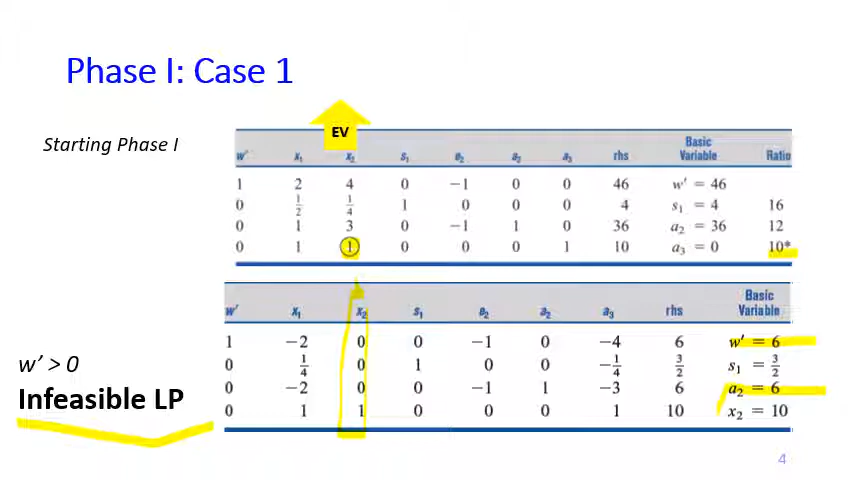 Phase I: Case 1
EV
Starting Phase I
Basic
w' x₁ x₂ s₁ e₂ a₂ a₃ rhs Variable Ratio
1 2 4 0 −1 0 0 46 w' = 46
0 1/2 1/4 1 0 0 0 4 s₁ = 4 16
0 1 3 0 −1 1 0 36 a₂ = 36 12
0 1 1 0 0 0 1 10 a₃ = 0 10*
Basic
w' x₁ x₂ s₁ e₂ a₂ a₃ rhs Variable
1 −2 0 0 −1 0 −4 6 w' = 6
0 1/4 0 1 0 0 −1/4 3/2 s₁ = 3/2
0 −2 0 0 −1 1 −3 6 a₂ = 6
0 1 1 0 0 0 1 10 x₂ = 10
w' > 0
Infeasible LP
4